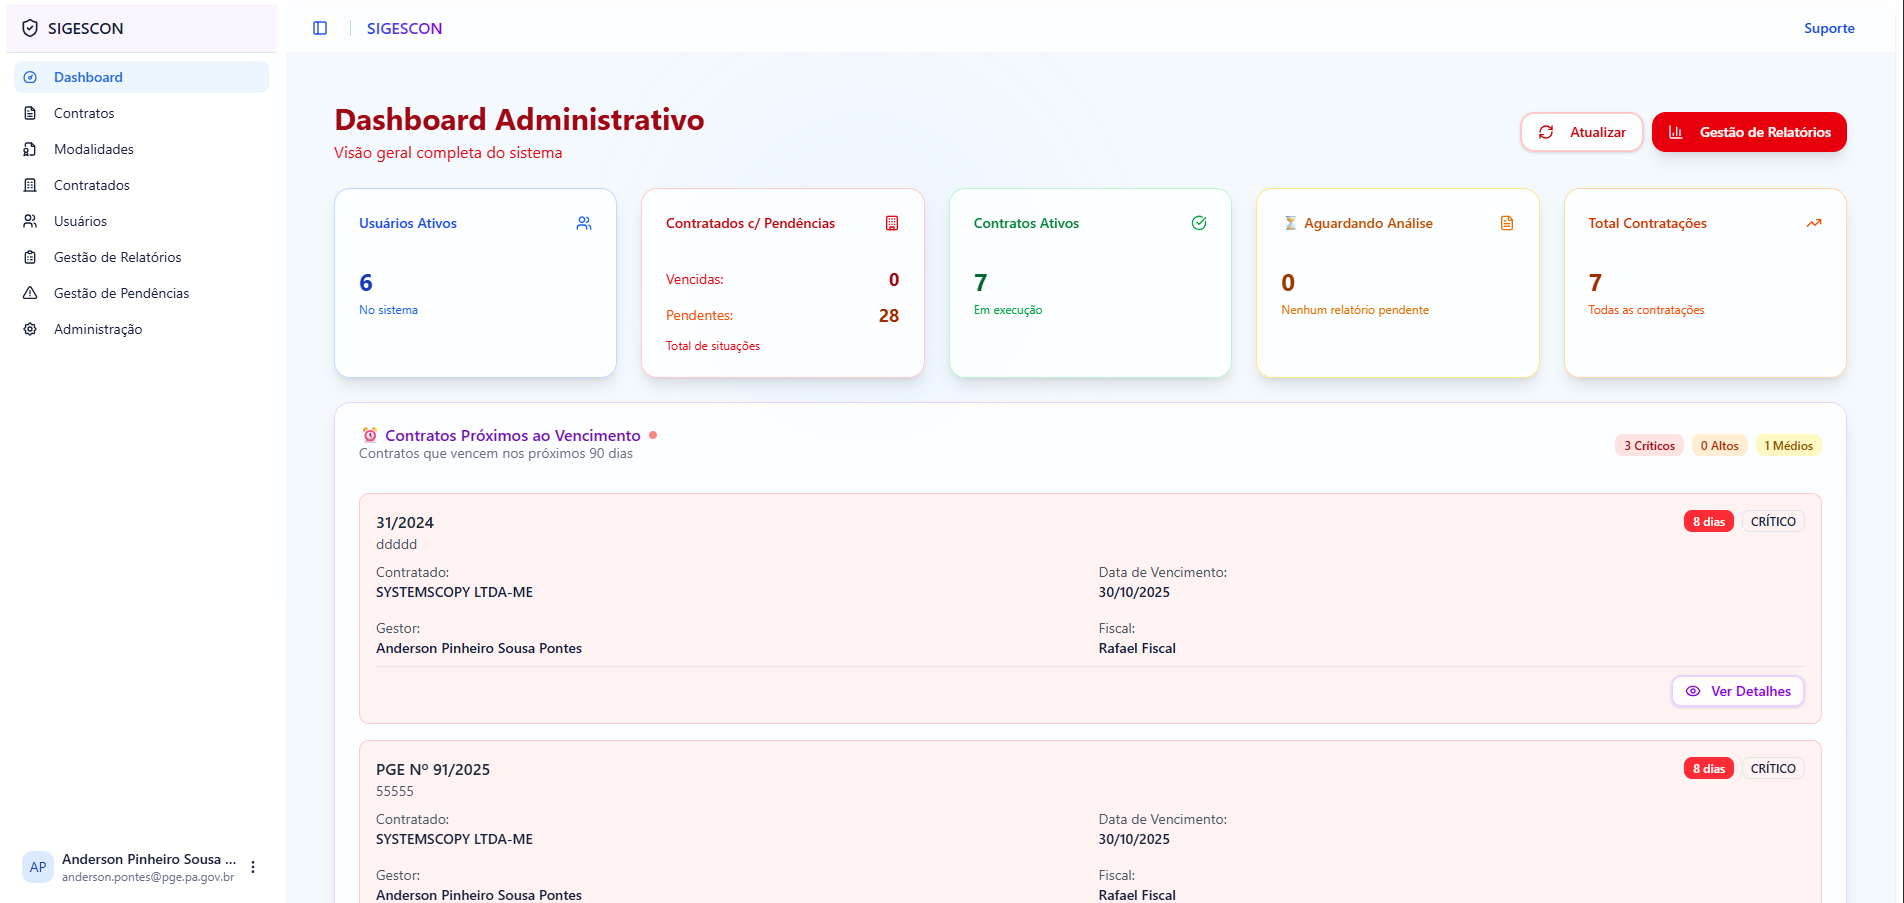 SIGESCON
Dashboard
Contratos
Modalidades
Contratados
Usuários
Gestão de Relatórios
Gestão de Pendências
Administração
AP
Anderson Pinheiro Sousa ...
anderson.pontes@pge.pa.gov.br
SIGESCON
Suporte
Dashboard Administrativo
Visão geral completa do sistema
Atualizar
Gestão de Relatórios
Usuários Ativos
6
No sistema
Contratados c/ Pendências
Vencidas: 0
Pendentes: 28
Total de situações
Contratos Ativos
7
Em execução
Aguardando Análise
0
Nenhum relatório pendente
Total Contratações
7
Todas as contratações
Contratos Próximos ao Vencimento
Contratos que vencem nos próximos 90 dias
3 Críticos 0 Altos 1 Médios
31/2024
ddddd
8 dias CRÍTICO
Contratado:
SYSTEMSCOPY LTDA-ME
Data de Vencimento:
30/10/2025
Gestor:
Anderson Pinheiro Sousa Pontes
Fiscal:
Rafael Fiscal
Ver Detalhes
PGE Nº 91/2025
55555
8 dias CRÍTICO
Contratado:
SYSTEMSCOPY LTDA-ME
Data de Vencimento:
30/10/2025
Gestor:
Anderson Pinheiro Sousa Pontes
Fiscal:
Rafael Fiscal